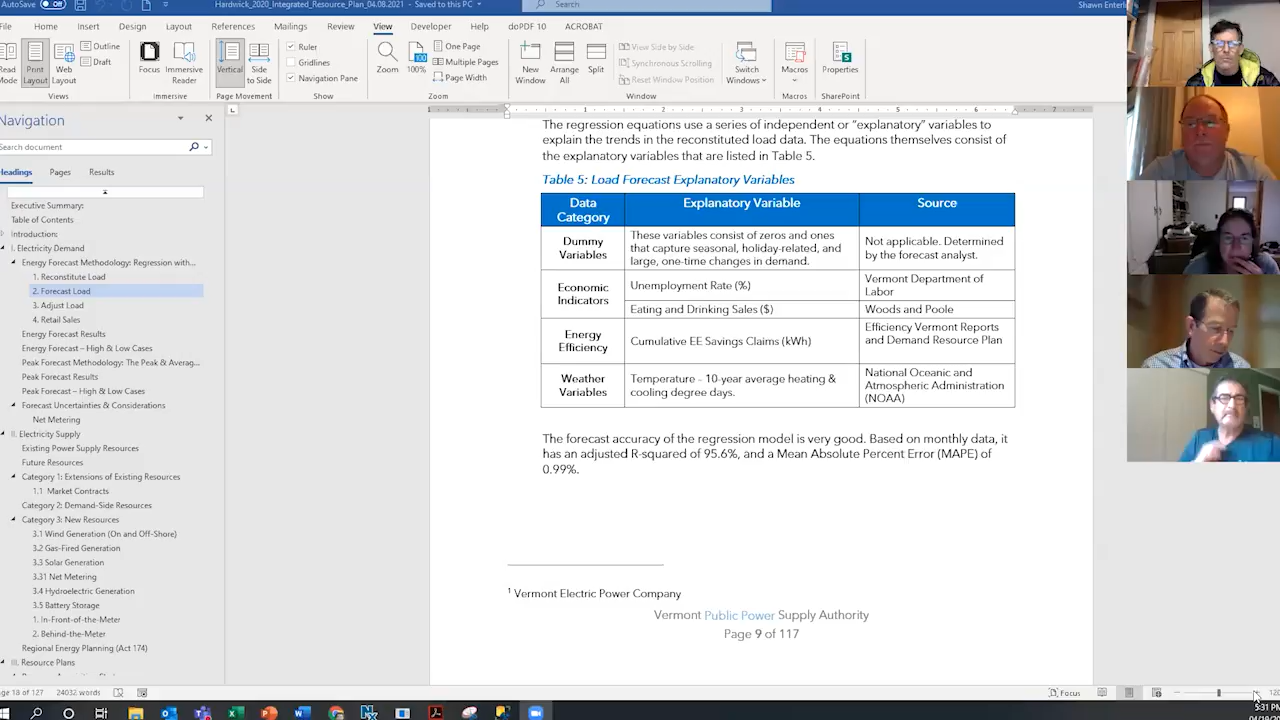 AutoSave
Off
Hardwick_2020_Integrated_Resource_Plan_04.08.2021 - Saved to this PC
Search
Shawn Enterl
File
Home
Insert
Design
Layout
References
Mailings
Review
View
Developer
Help
doPDF 10
ACROBAT
Read
Mode
Print
Layout
Web
Layout
Outline
Draft
Views
Focus
Immersive
Reader
Immersive
Vertical
Side
to Side
Page Movement
Ruler
Gridlines
Navigation Pane
Show
Zoom
100
100%
One Page
Multiple Pages
Page Width
Zoom
New
Window
Arrange
All
Split
View Side by Side
Synchronous Scrolling
Reset Window Position
Window
Switch
Windows
Macros
Macros
Properties
SharePoint
Navigation
Search document
Headings
Pages
Results
Executive Summary:
Table of Contents
Introduction:
I. Electricity Demand
Energy Forecast Methodology: Regression with...
1. Reconstitute Load
2. Forecast Load
3. Adjust Load
4. Retail Sales
Energy Forecast Results
Energy Forecast – High & Low Cases
Peak Forecast Methodology: The Peak & Averag...
Peak Forecast Results
Peak Forecast – High & Low Cases
Forecast Uncertainties & Considerations
Net Metering
II. Electricity Supply
Existing Power Supply Resources
Future Resources
Category 1: Extensions of Existing Resources
1.1 Market Contracts
Category 2: Demand-Side Resources
Category 3: New Resources
3.1 Wind Generation (On and Off-Shore)
3.2 Gas-Fired Generation
3.3 Solar Generation
3.31 Net Metering
3.4 Hydroelectric Generation
3.5 Battery Storage
1. In-Front-of-the-Meter
2. Behind-the-Meter
Regional Energy Planning (Act 174)
III. Resource Plans
The regression equations use a series of independent or “explanatory” variables to
explain the trends in the reconstituted load data. The equations themselves consist of
the explanatory variables that are listed in Table 5.
Table 5: Load Forecast Explanatory Variables
Data
Category
Explanatory Variable
Source
Dummy
Variables
These variables consist of zeros and ones
that capture seasonal, holiday-related, and
large, one-time changes in demand.
Not applicable. Determined
by the forecast analyst.
Economic
Indicators
Unemployment Rate (%)
Vermont Department of
Labor
Eating and Drinking Sales ($)
Woods and Poole
Energy
Efficiency
Cumulative EE Savings Claims (kWh)
Efficiency Vermont Reports
and Demand Resource Plan
Weather
Variables
Temperature – 10-year average heating &
cooling degree days.
National Oceanic and
Atmospheric Administration
(NOAA)
The forecast accuracy of the regression model is very good. Based on monthly data, it
has an adjusted R-squared of 95.6%, and a Mean Absolute Percent Error (MAPE) of
0.99%.
1 Vermont Electric Power Company
Vermont Public Power Supply Authority
Page 9 of 117
Page 18 of 127
24032 words
Focus
5:31 PM